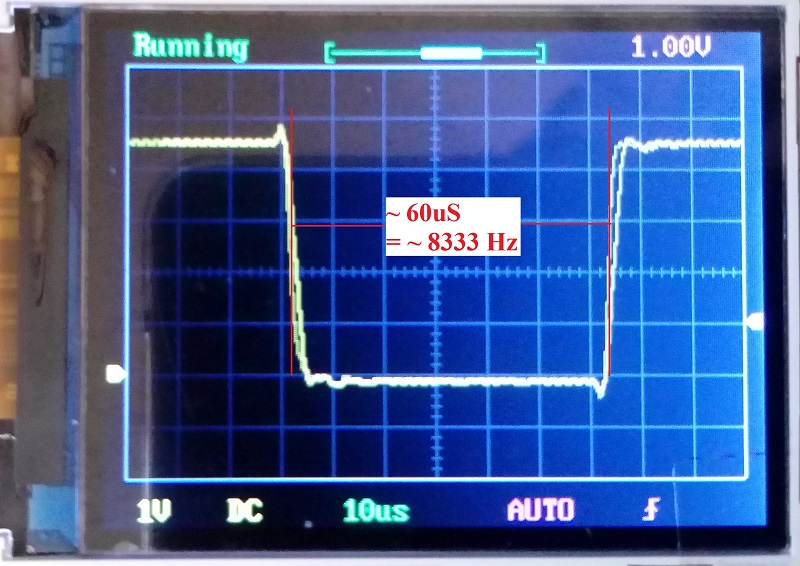 Running 1.00V
~ 60uS
= ~ 8333 Hz
1V DC 10us AUTO